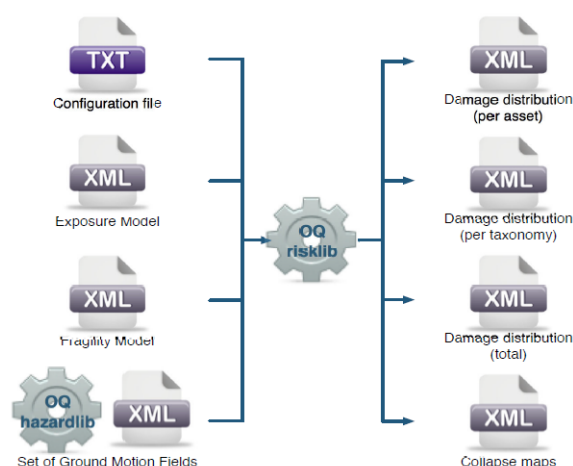 TXT
Configuration file
XML
Exposure Model
XML
Fragility Model
OQ
hazardlib
XML
Set of Ground Motion Fields
OQ
risklib
XML
Damage distribution
(per asset)
XML
Damage distribution
(per taxonomy)
XML
Damage distribution
(total)
XML
Collapse maps